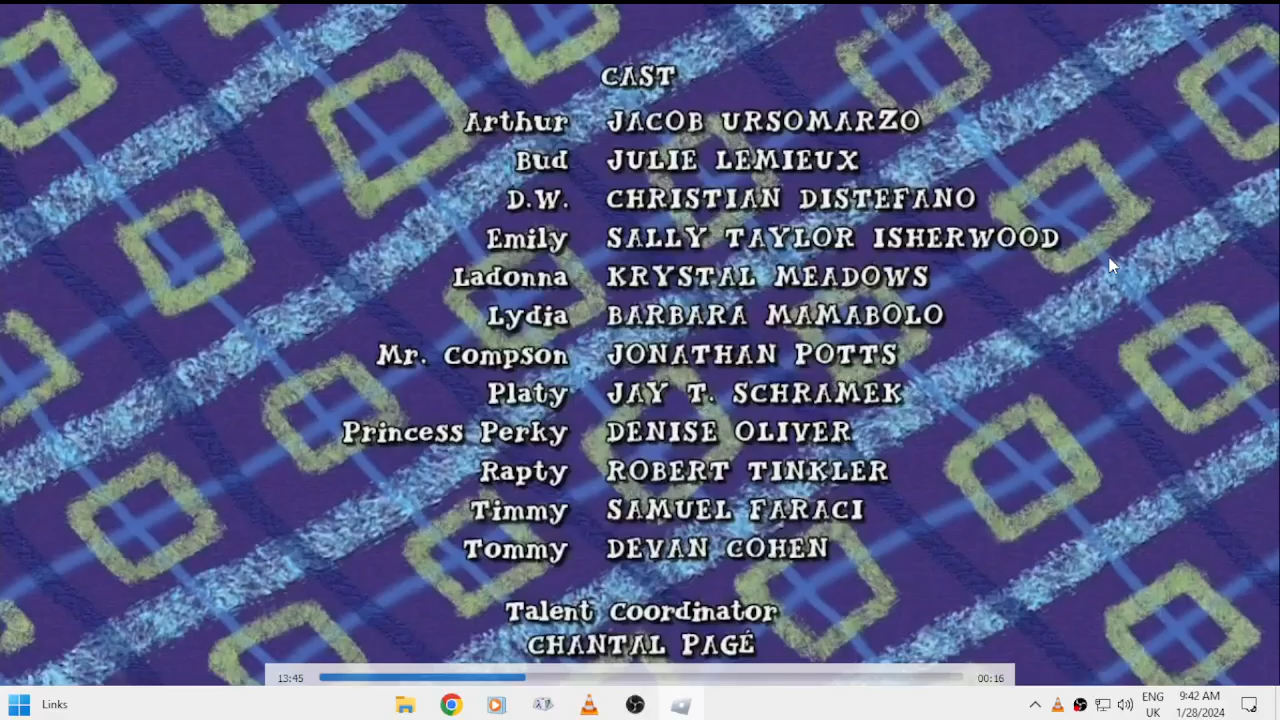 CAST
Arthur JACOB URSOMARZO
Bud JULIE LEMIEUX
D.W. CHRISTIAN DISTEFANO
Emily SALLY TAYLOR ISHERWOOD
Ladonna KRYSTAL MEADOWS
Lydia BARBARA MAMABOLO
Mr. Compson JONATHAN POTTS
Platy JAY T. SCHRAMEK
Princess Perky DENISE OLIVER
Rapty ROBERT TINKLER
Timmy SAMUEL FARACI
Tommy DEVAN COHEN
Talent Coordinator
CHANTAL PAGÉ
13:45 00:16
Links ENG 9:42 AM
UK 1/28/2024